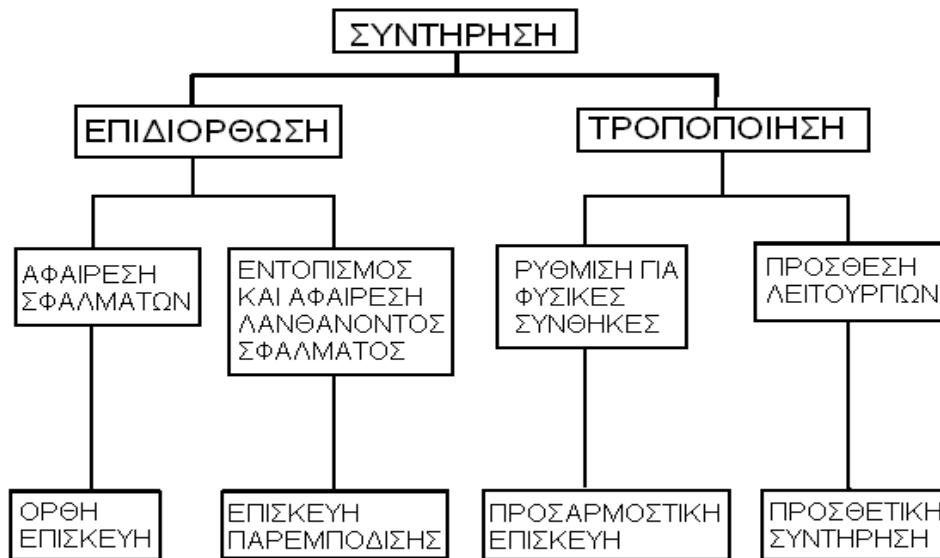 ΣΥΝΤΗΡΗΣΗ
ΕΠΙΔΙΟΡΘΩΣΗ
ΤΡΟΠΟΠΟΙΗΣΗ
ΑΦΑΙΡΕΣΗ
ΣΦΑΛΜΑΤΩΝ
ΕΝΤΟΠΙΣΜΟΣ
ΚΑΙ ΑΦΑΙΡΕΣΗ
ΛΑΝΘΑΝΟΝΤΟΣ
ΣΦΑΛΜΑΤΟΣ
ΡΥΘΜΙΣΗ ΓΙΑ
ΦΥΣΙΚΕΣ
ΣΥΝΘΗΚΕΣ
ΠΡΟΣΘΕΣΗ
ΛΕΙΤΟΥΡΓΙΩΝ
ΟΡΘΗ
ΕΠΙΣΚΕΥΗ
ΕΠΙΣΚΕΥΗ
ΠΑΡΕΜΠΟΔΙΣΗΣ
ΠΡΟΣΑΡΜΟΣΤΙΚΗ
ΕΠΙΣΚΕΥΗ
ΠΡΟΣΘΕΤΙΚΗ
ΣΥΝΤΗΡΗΣΗ